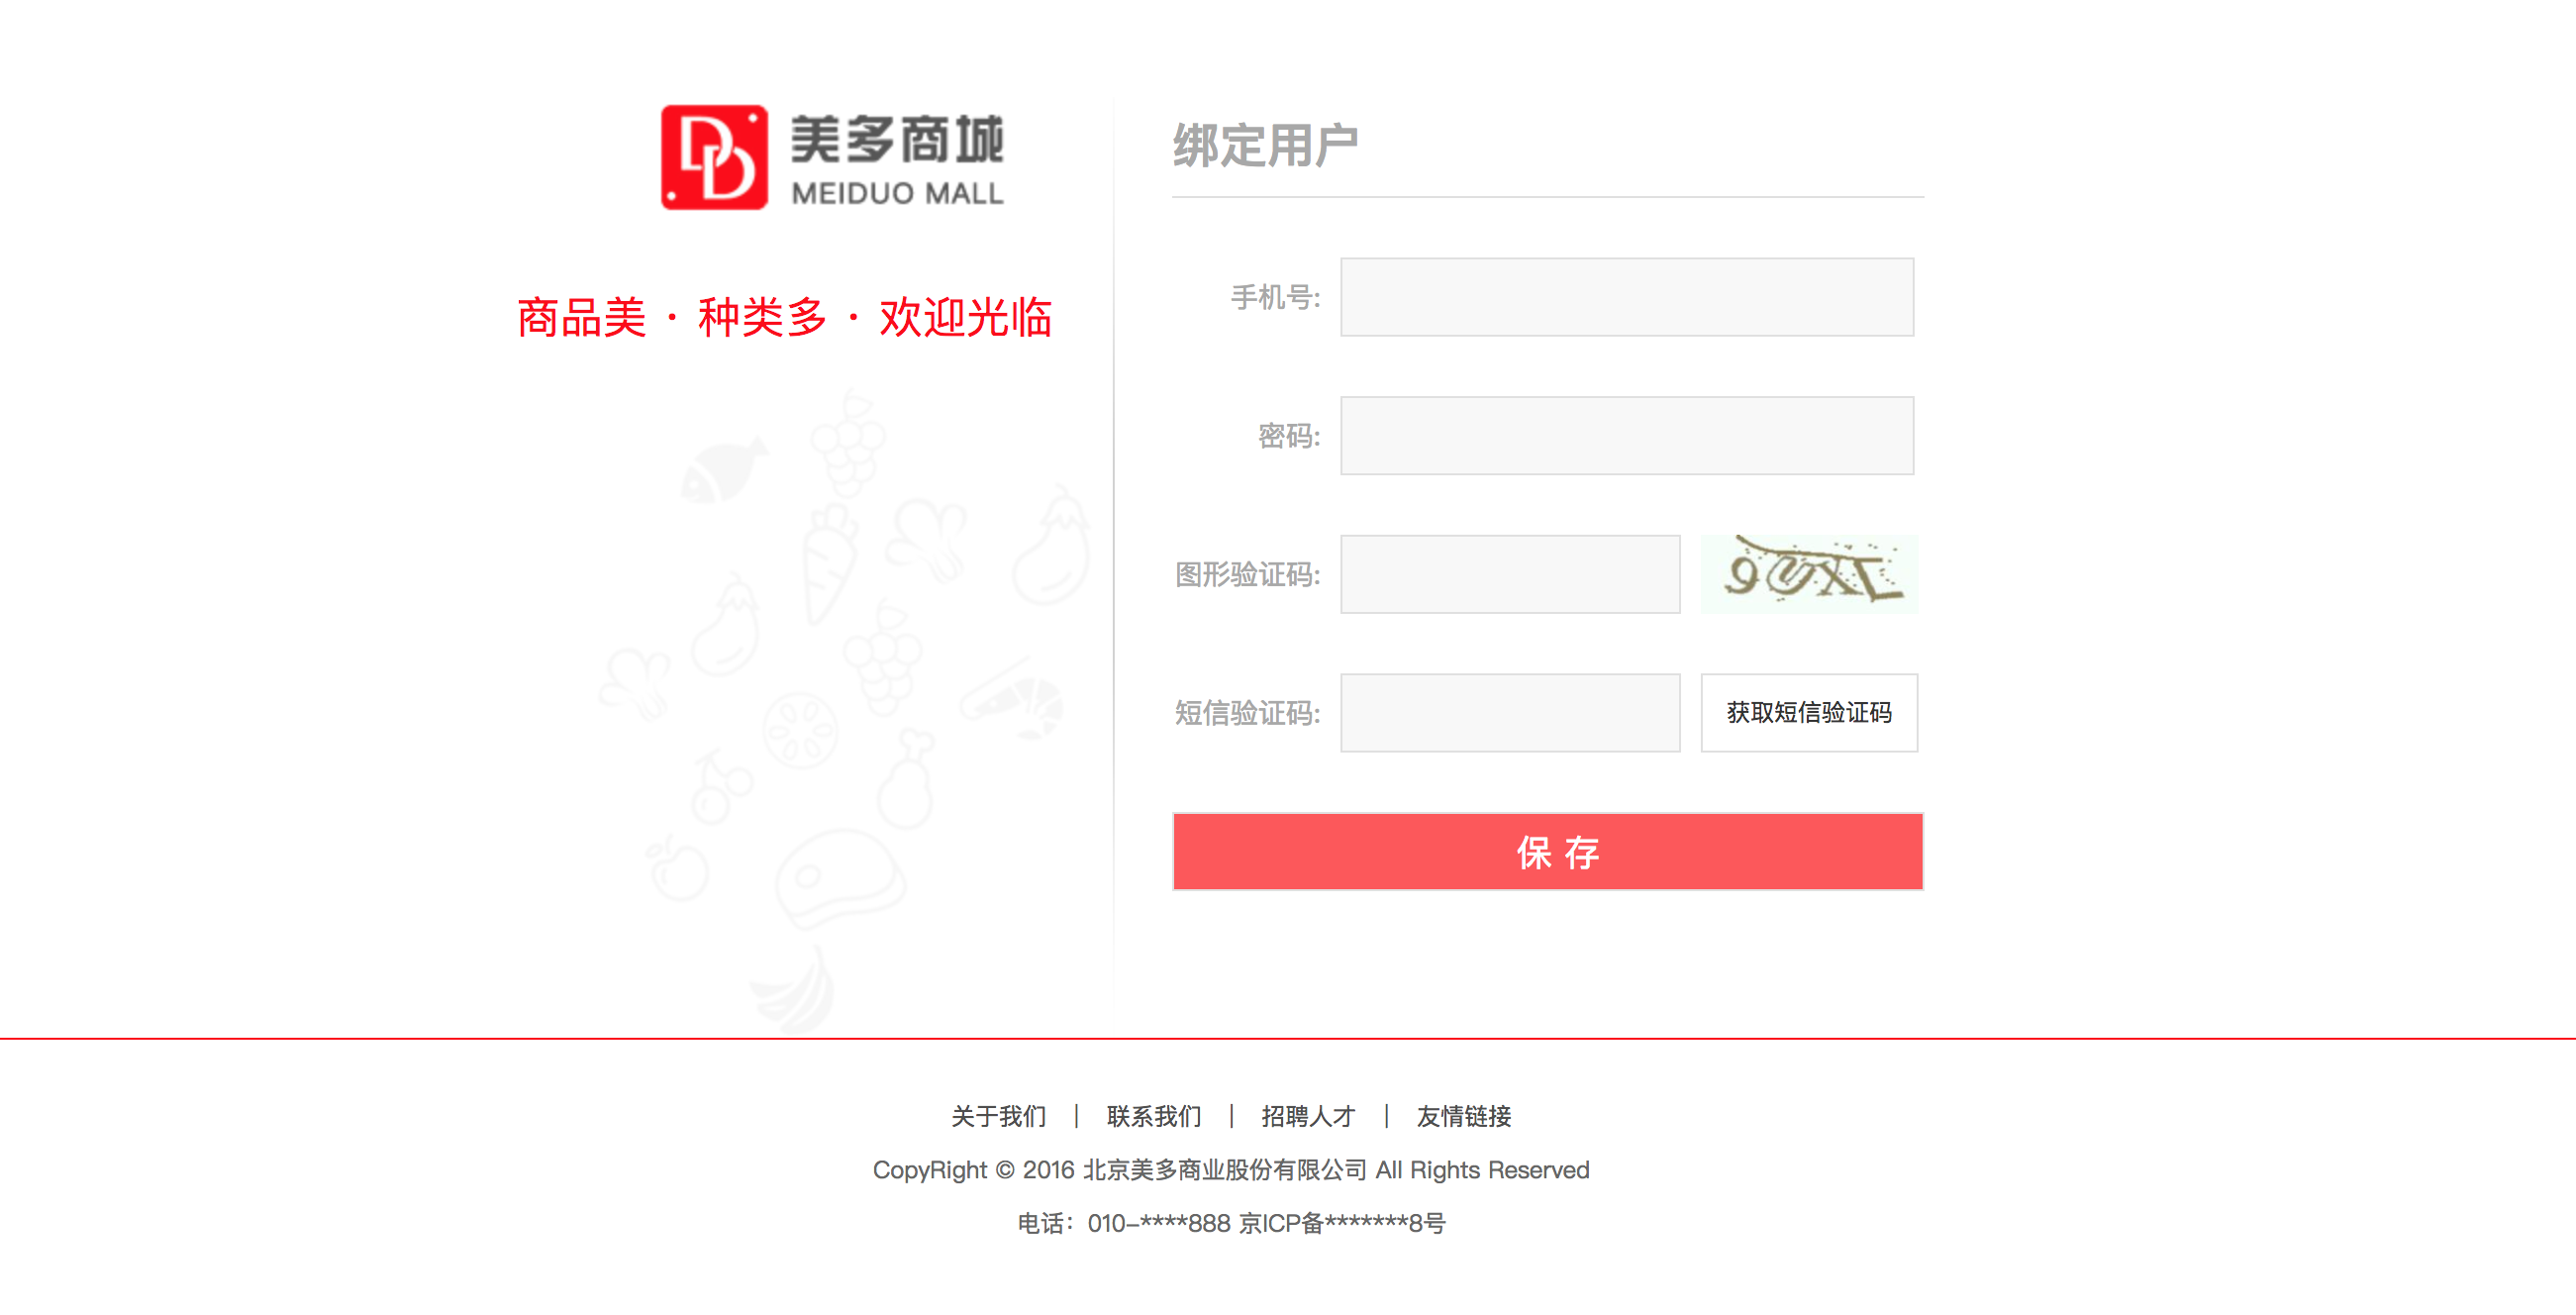 美多商城
MEIDUO MALL
商品美 · 种类多 · 欢迎光临
绑定用户
手机号:
密码:
图形验证码:
短信验证码:
获取短信验证码
保 存
关于我们 | 联系我们 | 招聘人才 | 友情链接
CopyRight © 2016 北京美多商业股份有限公司 All Rights Reserved
电话：010-****888 京ICP备*******8号